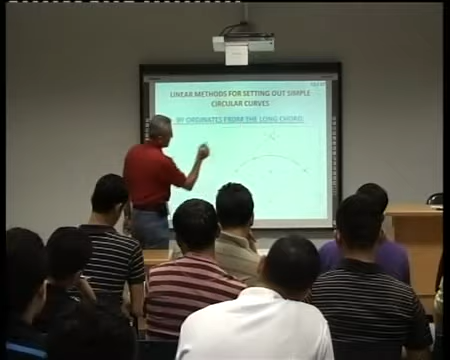 LINEAR METHODS FOR SETTING OUT SIMPLE
CIRCULAR CURVES
BY ORDINATES FROM THE LONG CHORD